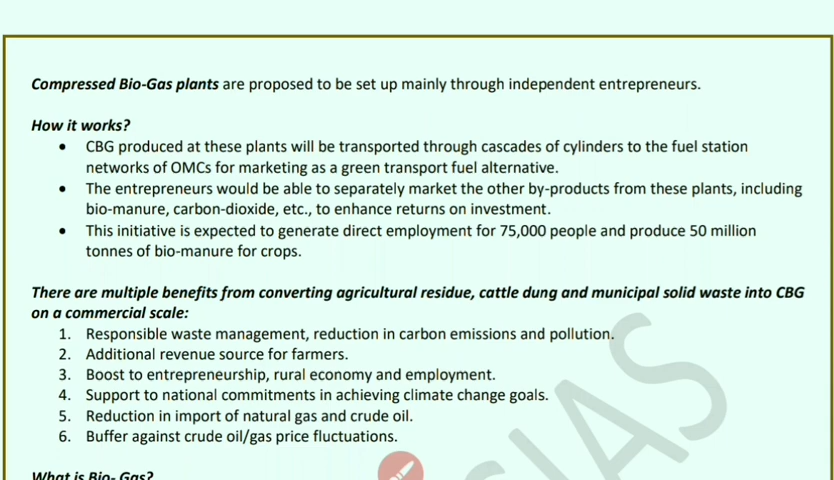 Compressed Bio-Gas plants are proposed to be set up mainly through independent entrepreneurs.
How it works?
• CBG produced at these plants will be transported through cascades of cylinders to the fuel station
networks of OMCs for marketing as a green transport fuel alternative.
• The entrepreneurs would be able to separately market the other by-products from these plants, including
bio-manure, carbon-dioxide, etc., to enhance returns on investment.
• This initiative is expected to generate direct employment for 75,000 people and produce 50 million
tonnes of bio-manure for crops.
There are multiple benefits from converting agricultural residue, cattle dung and municipal solid waste into CBG
on a commercial scale:
1. Responsible waste management, reduction in carbon emissions and pollution.
2. Additional revenue source for farmers.
3. Boost to entrepreneurship, rural economy and employment.
4. Support to national commitments in achieving climate change goals.
5. Reduction in import of natural gas and crude oil.
6. Buffer against crude oil/gas price fluctuations.
What is Bio- Gas?
SIAS